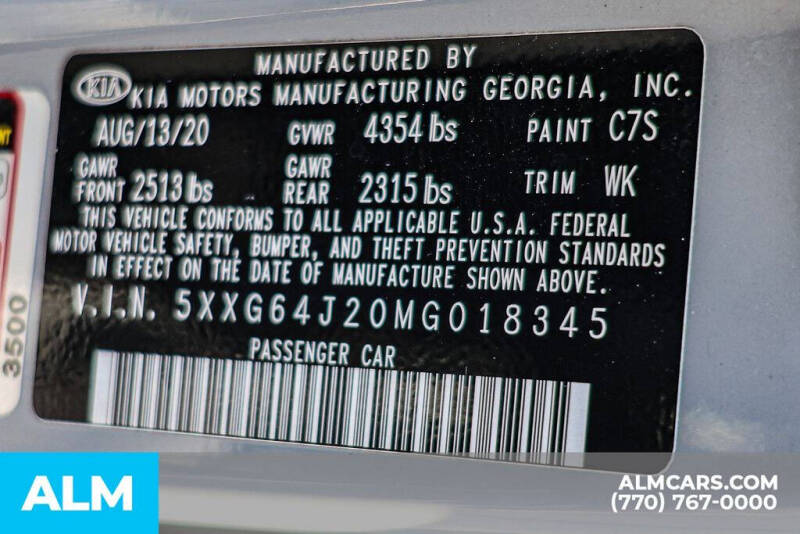 MANUFACTURED BY
KIA KIA MOTORS MANUFACTURING GEORGIA, INC.
AUG/13/20 GVWR 4354 lbs PAINT C7S
GAWR FRONT 2513 lbs GAWR REAR 2315 lbs TRIM WK
THIS VEHICLE CONFORMS TO ALL APPLICABLE U.S.A. FEDERAL
MOTOR VEHICLE SAFETY, BUMPER, AND THEFT PREVENTION STANDARDS
IN EFFECT ON THE DATE OF MANUFACTURE SHOWN ABOVE.
V.I.N. 5XXG64J20MG018345
PASSENGER CAR
3500
ALM
ALMCARS.COM
(770) 767-0000